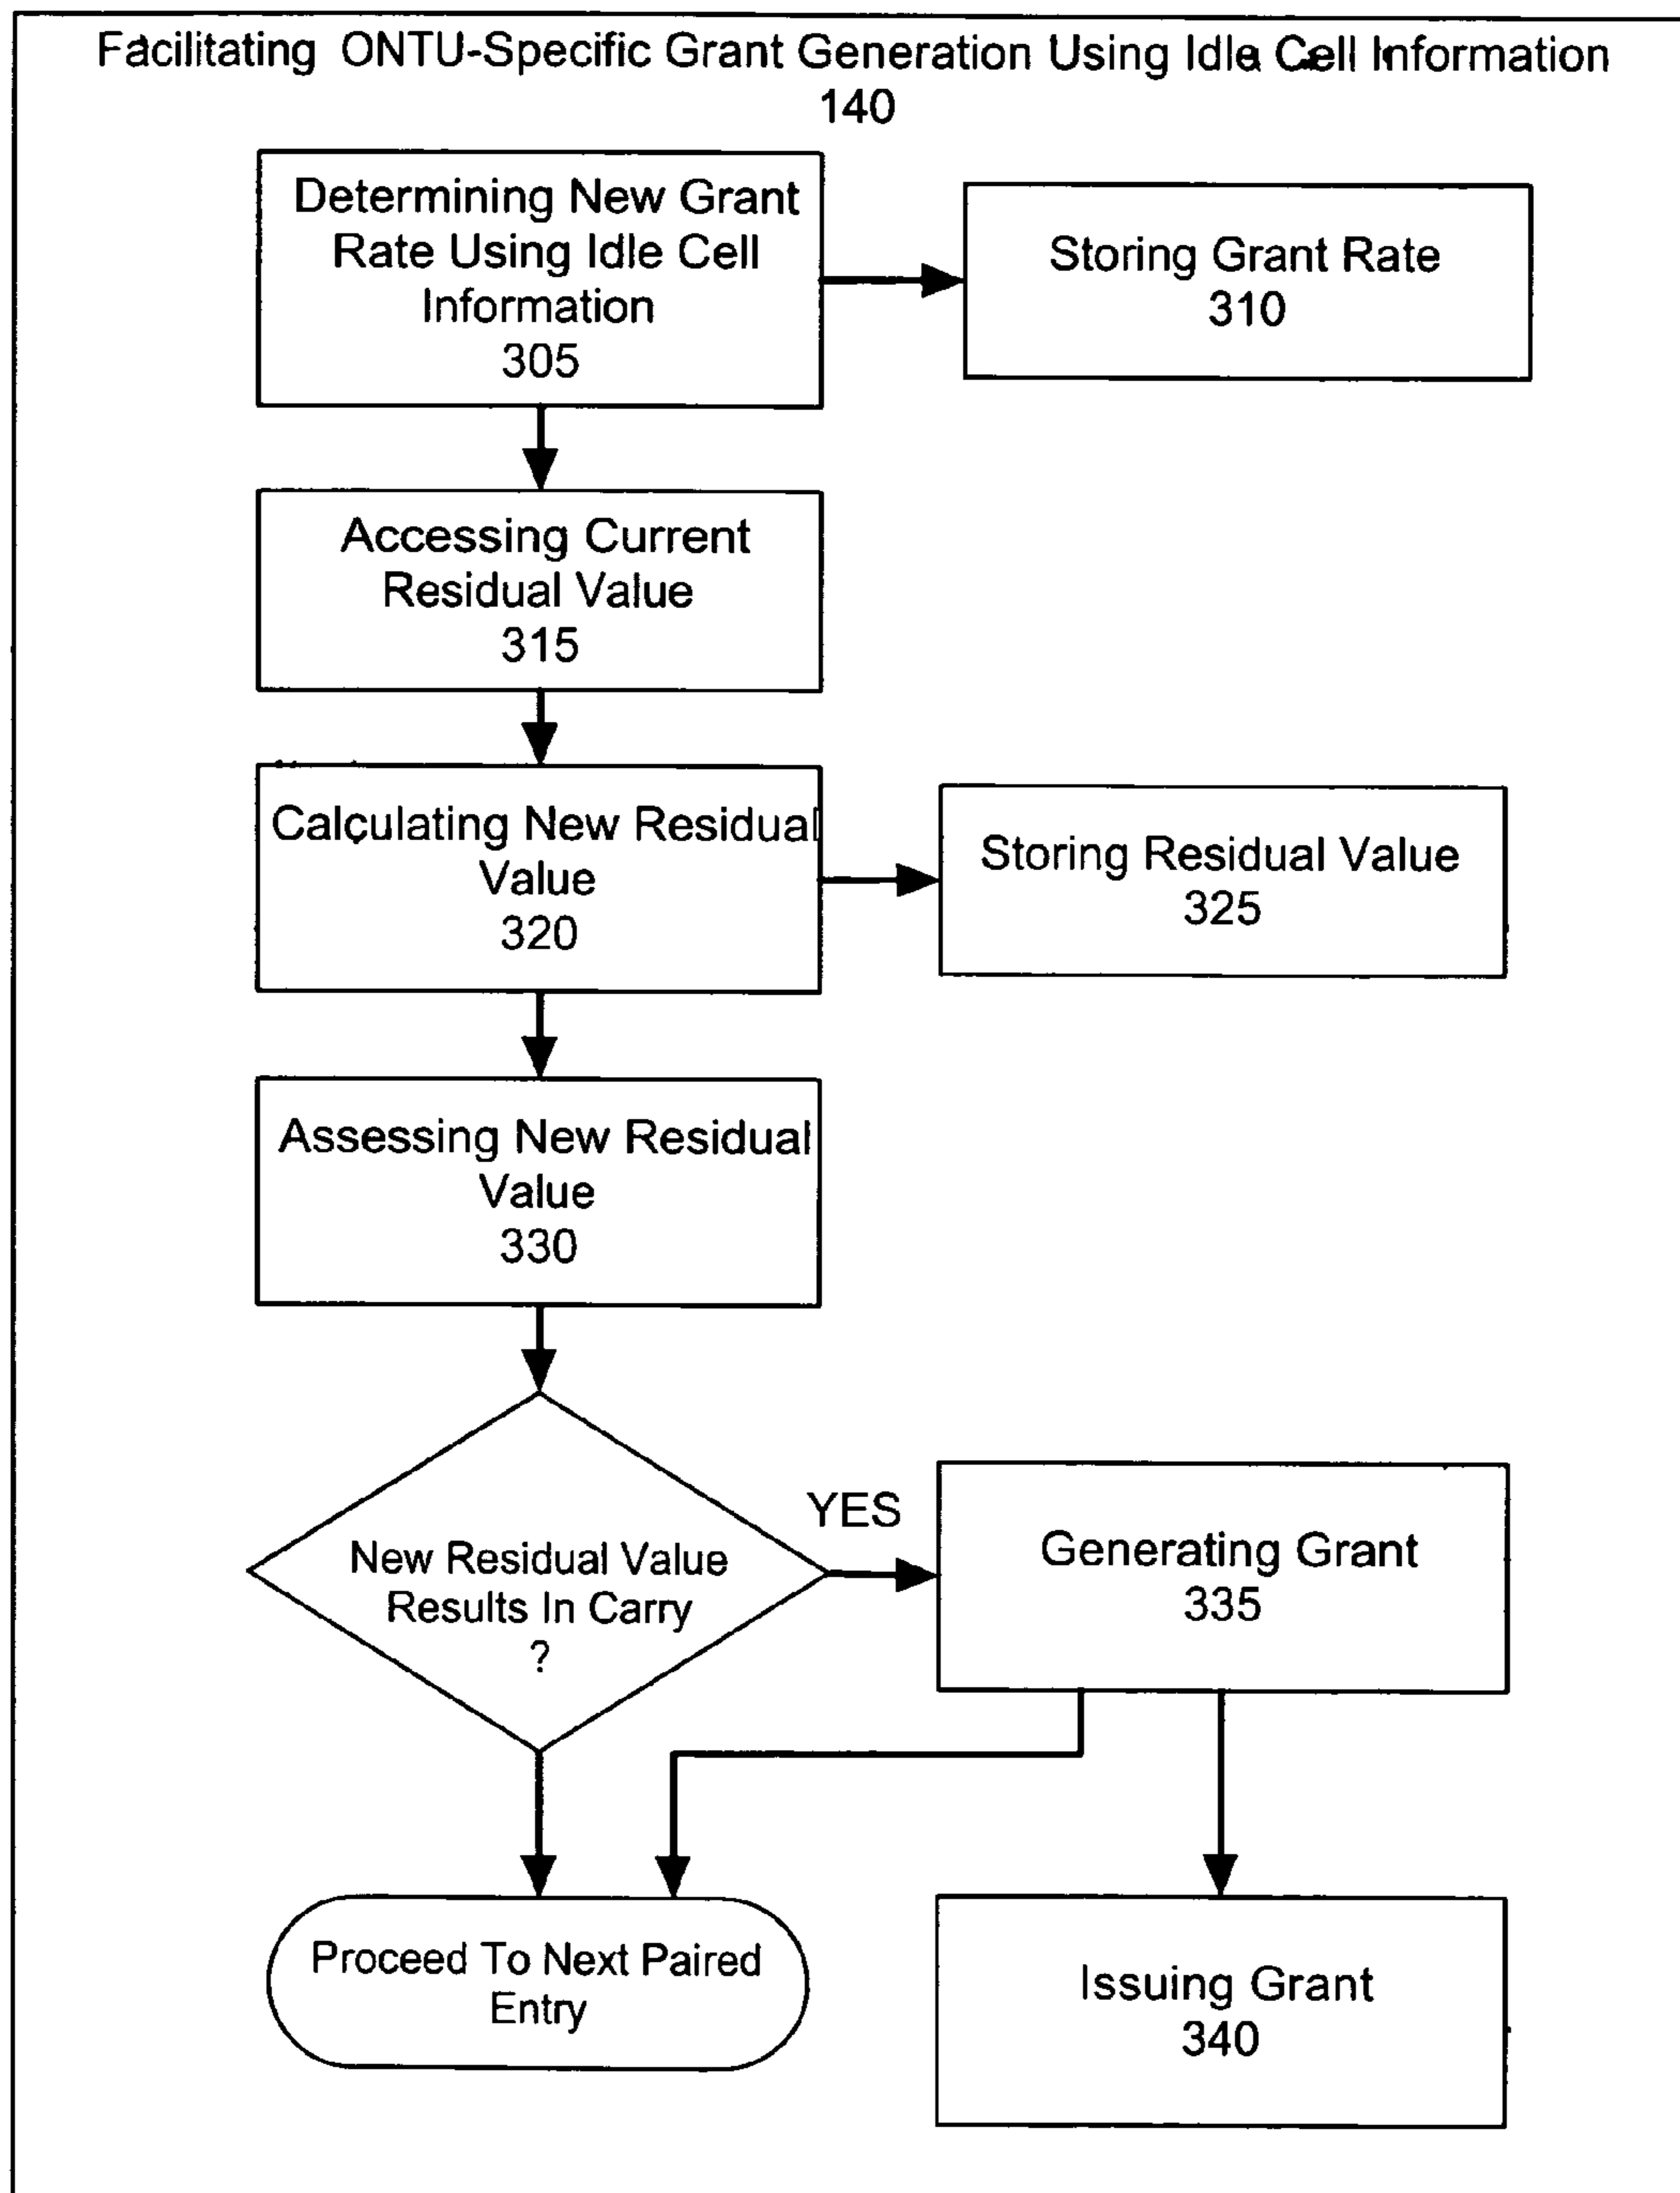 Facilitating ONTU-Specific Grant Generation Using Idle Cell Information
140
Determining New Grant
Rate Using Idle Cell
Information
305
Storing Grant Rate
310
Accessing Current
Residual Value
315
Calculating New Residual
Value
320
Storing Residual Value
325
Assessing New Residual
Value
330
New Residual Value
Results In Carry
?
YES
Generating Grant
335
Proceed To Next Paired
Entry
Issuing Grant
340